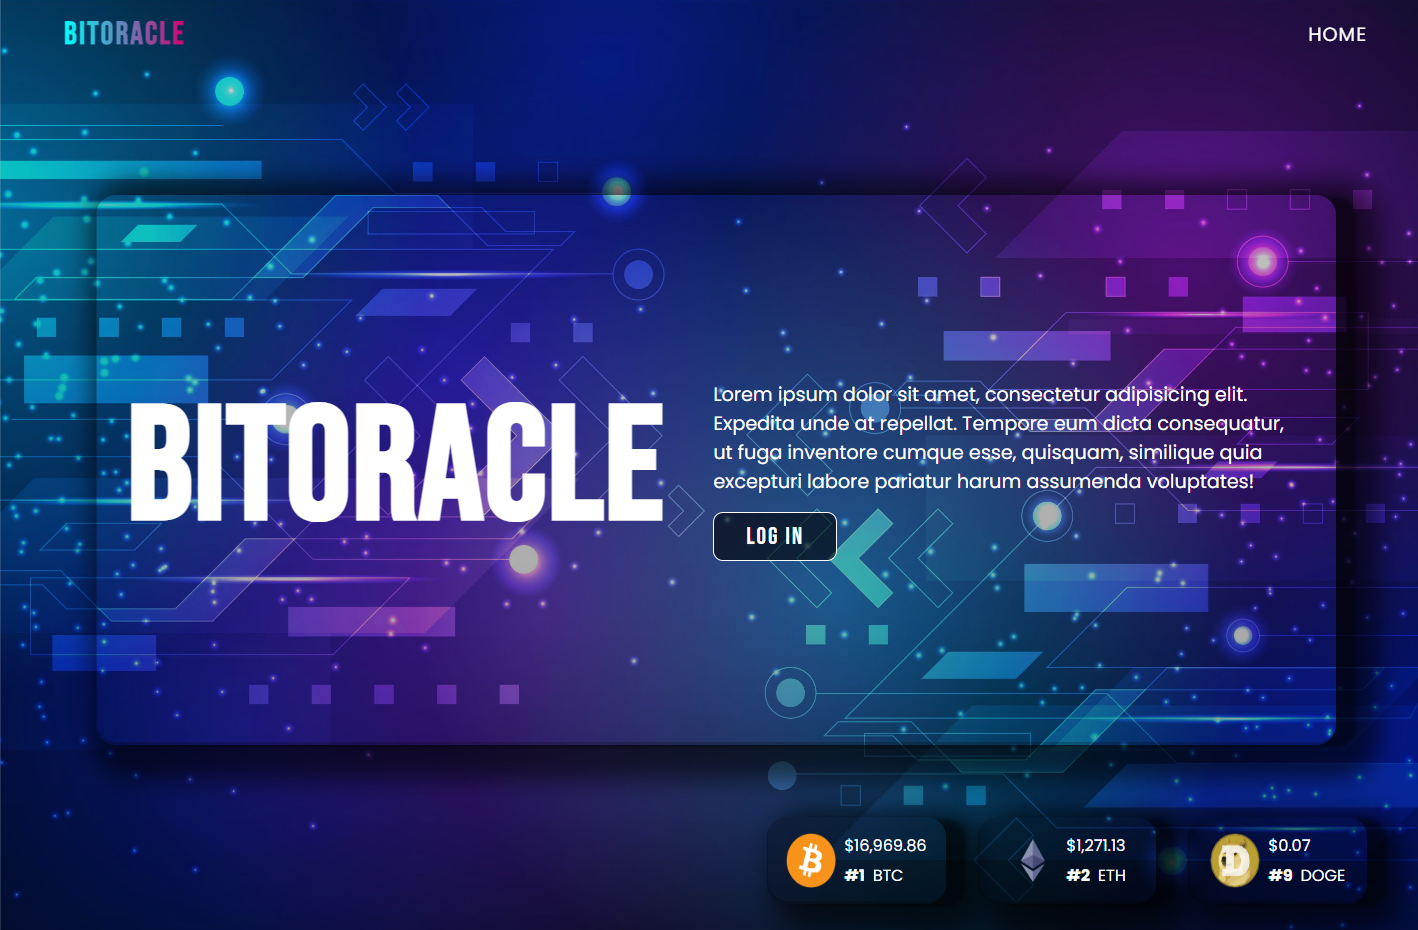 BITORACLE
HOME
BITORACLE
Lorem ipsum dolor sit amet, consectetur adipisicing elit.
Expedita unde at repellat. Tempore eum dicta consequatur,
ut fuga inventore cumque esse, quisquam, similique quia
excepturi labore pariatur harum assumenda voluptates!
LOG IN
$16,969.86
#1 BTC
$1,271.13
#2 ETH
$0.07
#9 DOGE